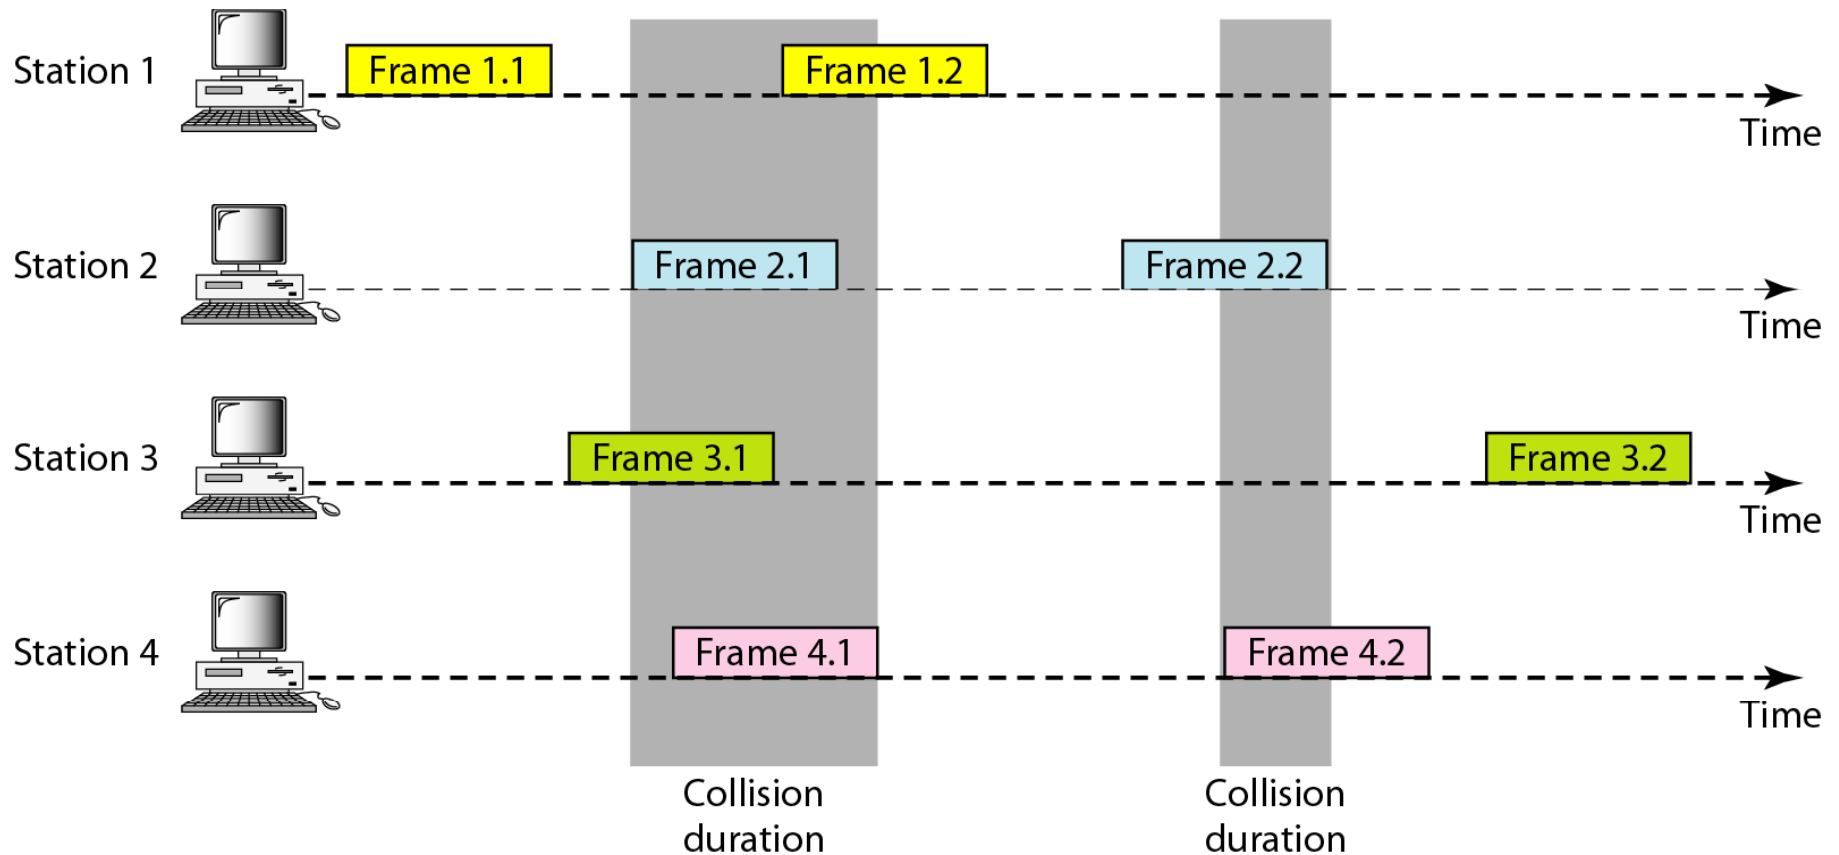 Station 1
Frame 1.1
Frame 1.2
Time
Station 2
Frame 2.1
Frame 2.2
Time
Station 3
Frame 3.1
Frame 3.2
Time
Station 4
Frame 4.1
Frame 4.2
Time
Collision
duration
Collision
duration